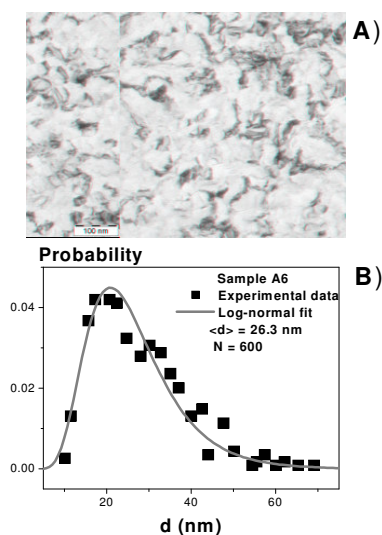 A)
100 nm
Probability
B)
Sample A6
Experimental data
Log-normal fit
<d> = 26.3 nm
N = 600
0.04
0.02
0.00
20
40
60
d (nm)